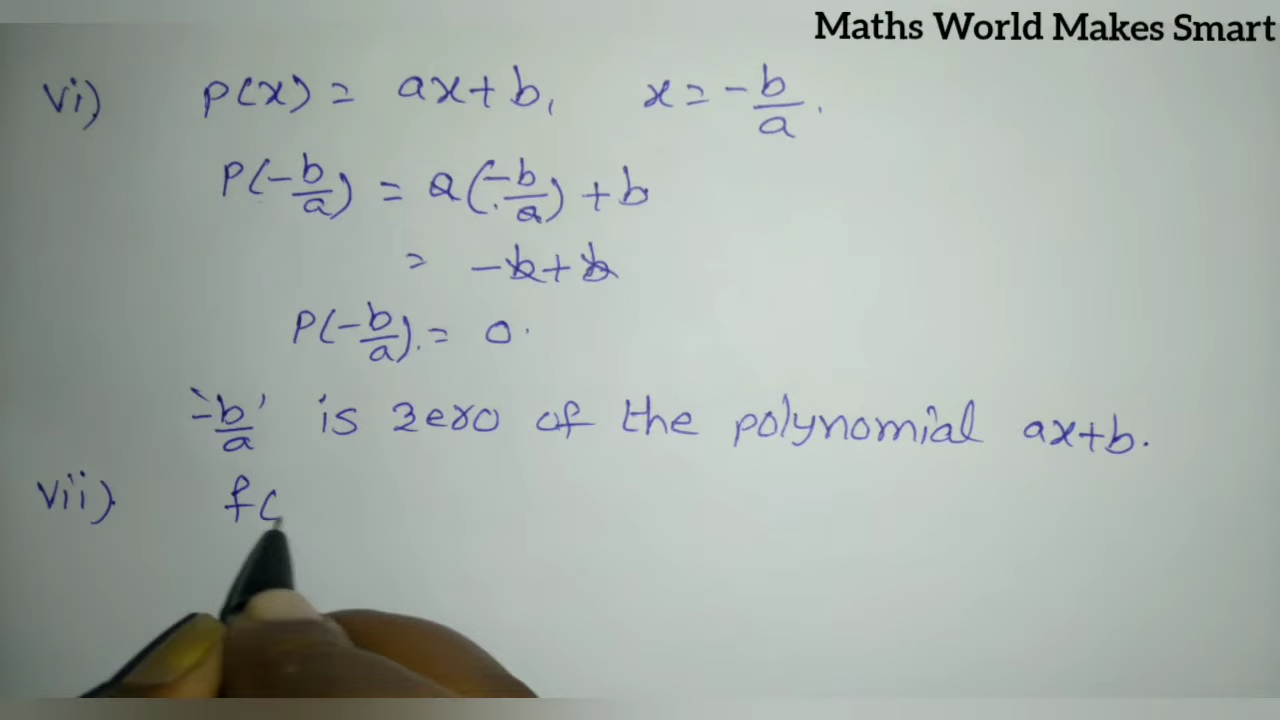 Maths World Makes Smart
vi) p(x) = ax+b, x = -b/a.
P(-b/a) = a(-b/a) + b
= -b+b
P(-b/a) = 0.
'-b/a' is zero of the polynomial ax+b.
vii) f(